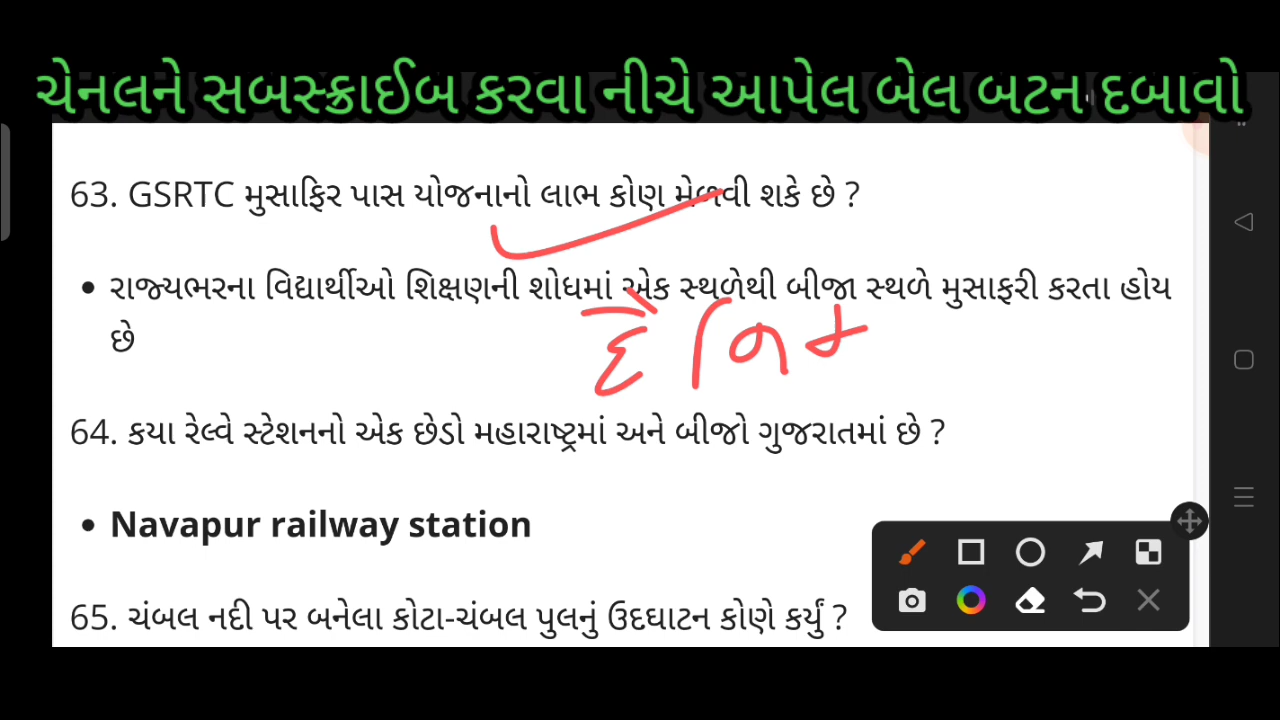 ચેનલને સબસ્ક્રાઈબ કરવા નીચે આપેલ બેલ બટન દબાવો
63. GSRTC મુસાફિર પાસ યોજનાનો લાભ કોણ મેળવી શકે છે ?
• રાજ્યભરના વિદ્યાર્થીઓ શિક્ષણની શોધમાં એક સ્થળેથી બીજા સ્થળે મુસાફરી કરતા હોય
છે
64. કયા રેલ્વે સ્ટેશનનો એક છેડો મહારાષ્ટ્રમાં અને બીજો ગુજરાતમાં છે ?
• Navapur railway station
65. ચંબલ નદી પર બનેલા કોટા-ચંબલ પુલનું ઉદઘાટન કોણે કર્યું ?